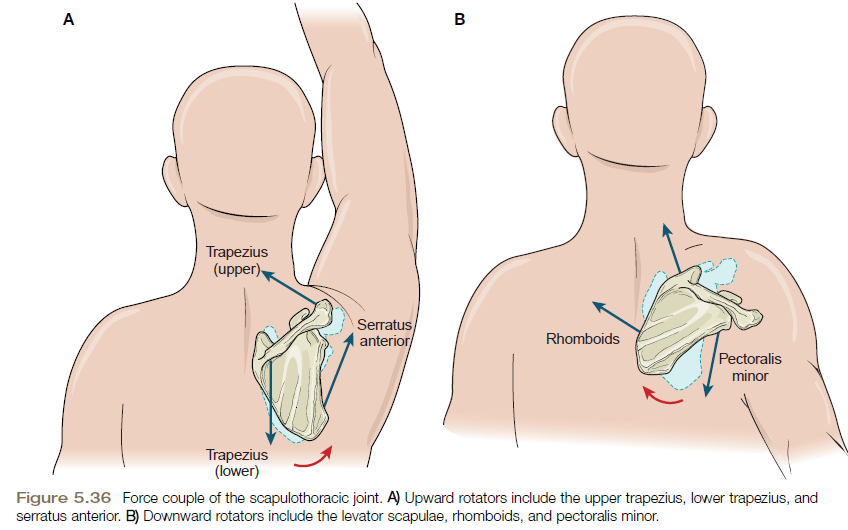 A
B
Trapezius
(upper)
Serratus
anterior
Rhomboids
Pectoralis
minor
Trapezius
(lower)
Figure 5.36 Force couple of the scapulothoracic joint. A) Upward rotators include the upper trapezius, lower trapezius, and
serratus anterior. B) Downward rotators include the levator scapulae, rhomboids, and pectoralis minor.